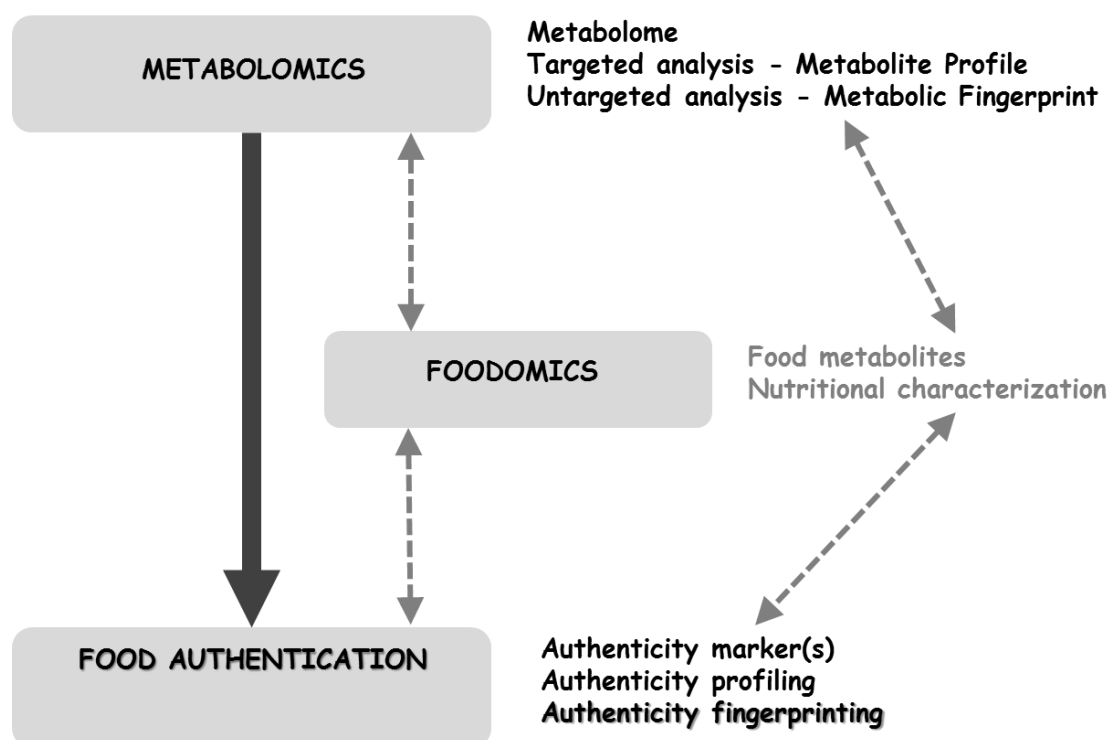 METABOLOMICS
Metabolome
Targeted analysis - Metabolite Profile
Untargeted analysis - Metabolic Fingerprint
FOODOMICS
Food metabolites
Nutritional characterization
FOOD AUTHENTICATION
Authenticity marker(s)
Authenticity profiling
Authenticity fingerprinting